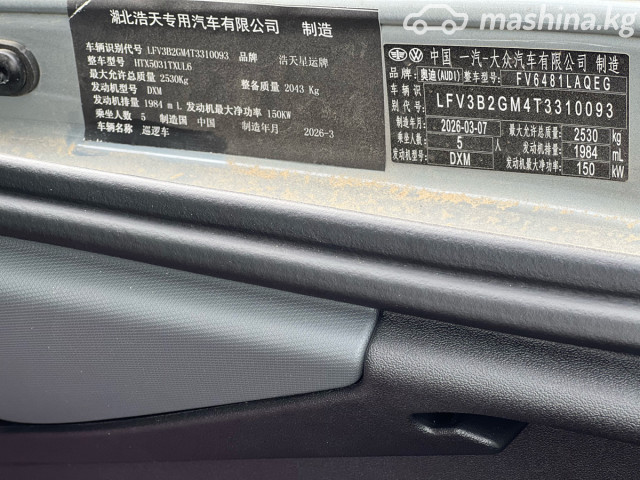 mashina.kg
湖北浩天专用汽车有限公司 制造
车辆识别代号 LFV3B2GM4T3310093 品牌 浩天星运牌
整车型号 HTX5031TXUL6
最大允许总质量 2530Kg 整备质量 2043 Kg
发动机型号 DXM
发动机排量 1984 mL 发动机最大净功率 150KW
乘坐人数 5 制造国 中国 制造年月 2026-3
车辆名称 巡逻车
中国 一汽-大众汽车有限公司 制造
品牌: 奥迪(AUDI) 整车型号: FV6481LAQEG
车辆识别代号: LFV3B2GM4T3310093
制造年月: 2026-03-07 最大允许总质量: 2530 kg
乘坐人数: 5 人 发动机排量: 1984 mL
发动机型号: DXM 发动机最大净功率: 150 kW